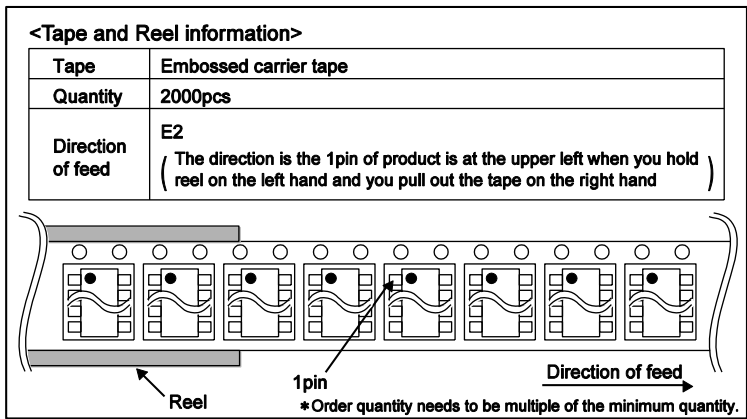 <Tape and Reel information>
Tape Embossed carrier tape
Quantity 2000pcs
Direction of feed E2
( The direction is the 1pin of product is at the upper left when you hold
reel on the left hand and you pull out the tape on the right hand )
Direction of feed
1pin
Reel
*Order quantity needs to be multiple of the minimum quantity.